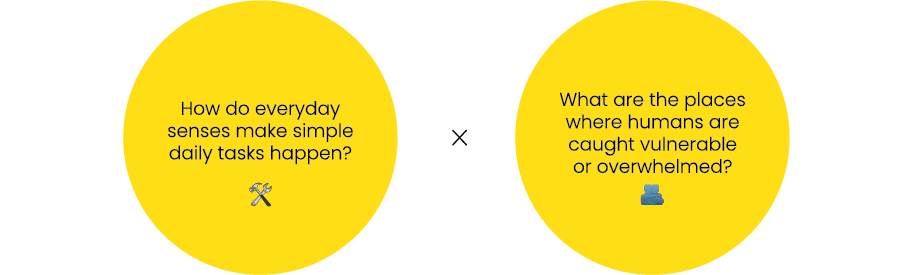 How do everyday
senses make simple
daily tasks happen?
×
What are the places
where humans are
caught vulnerable
or overwhelmed?